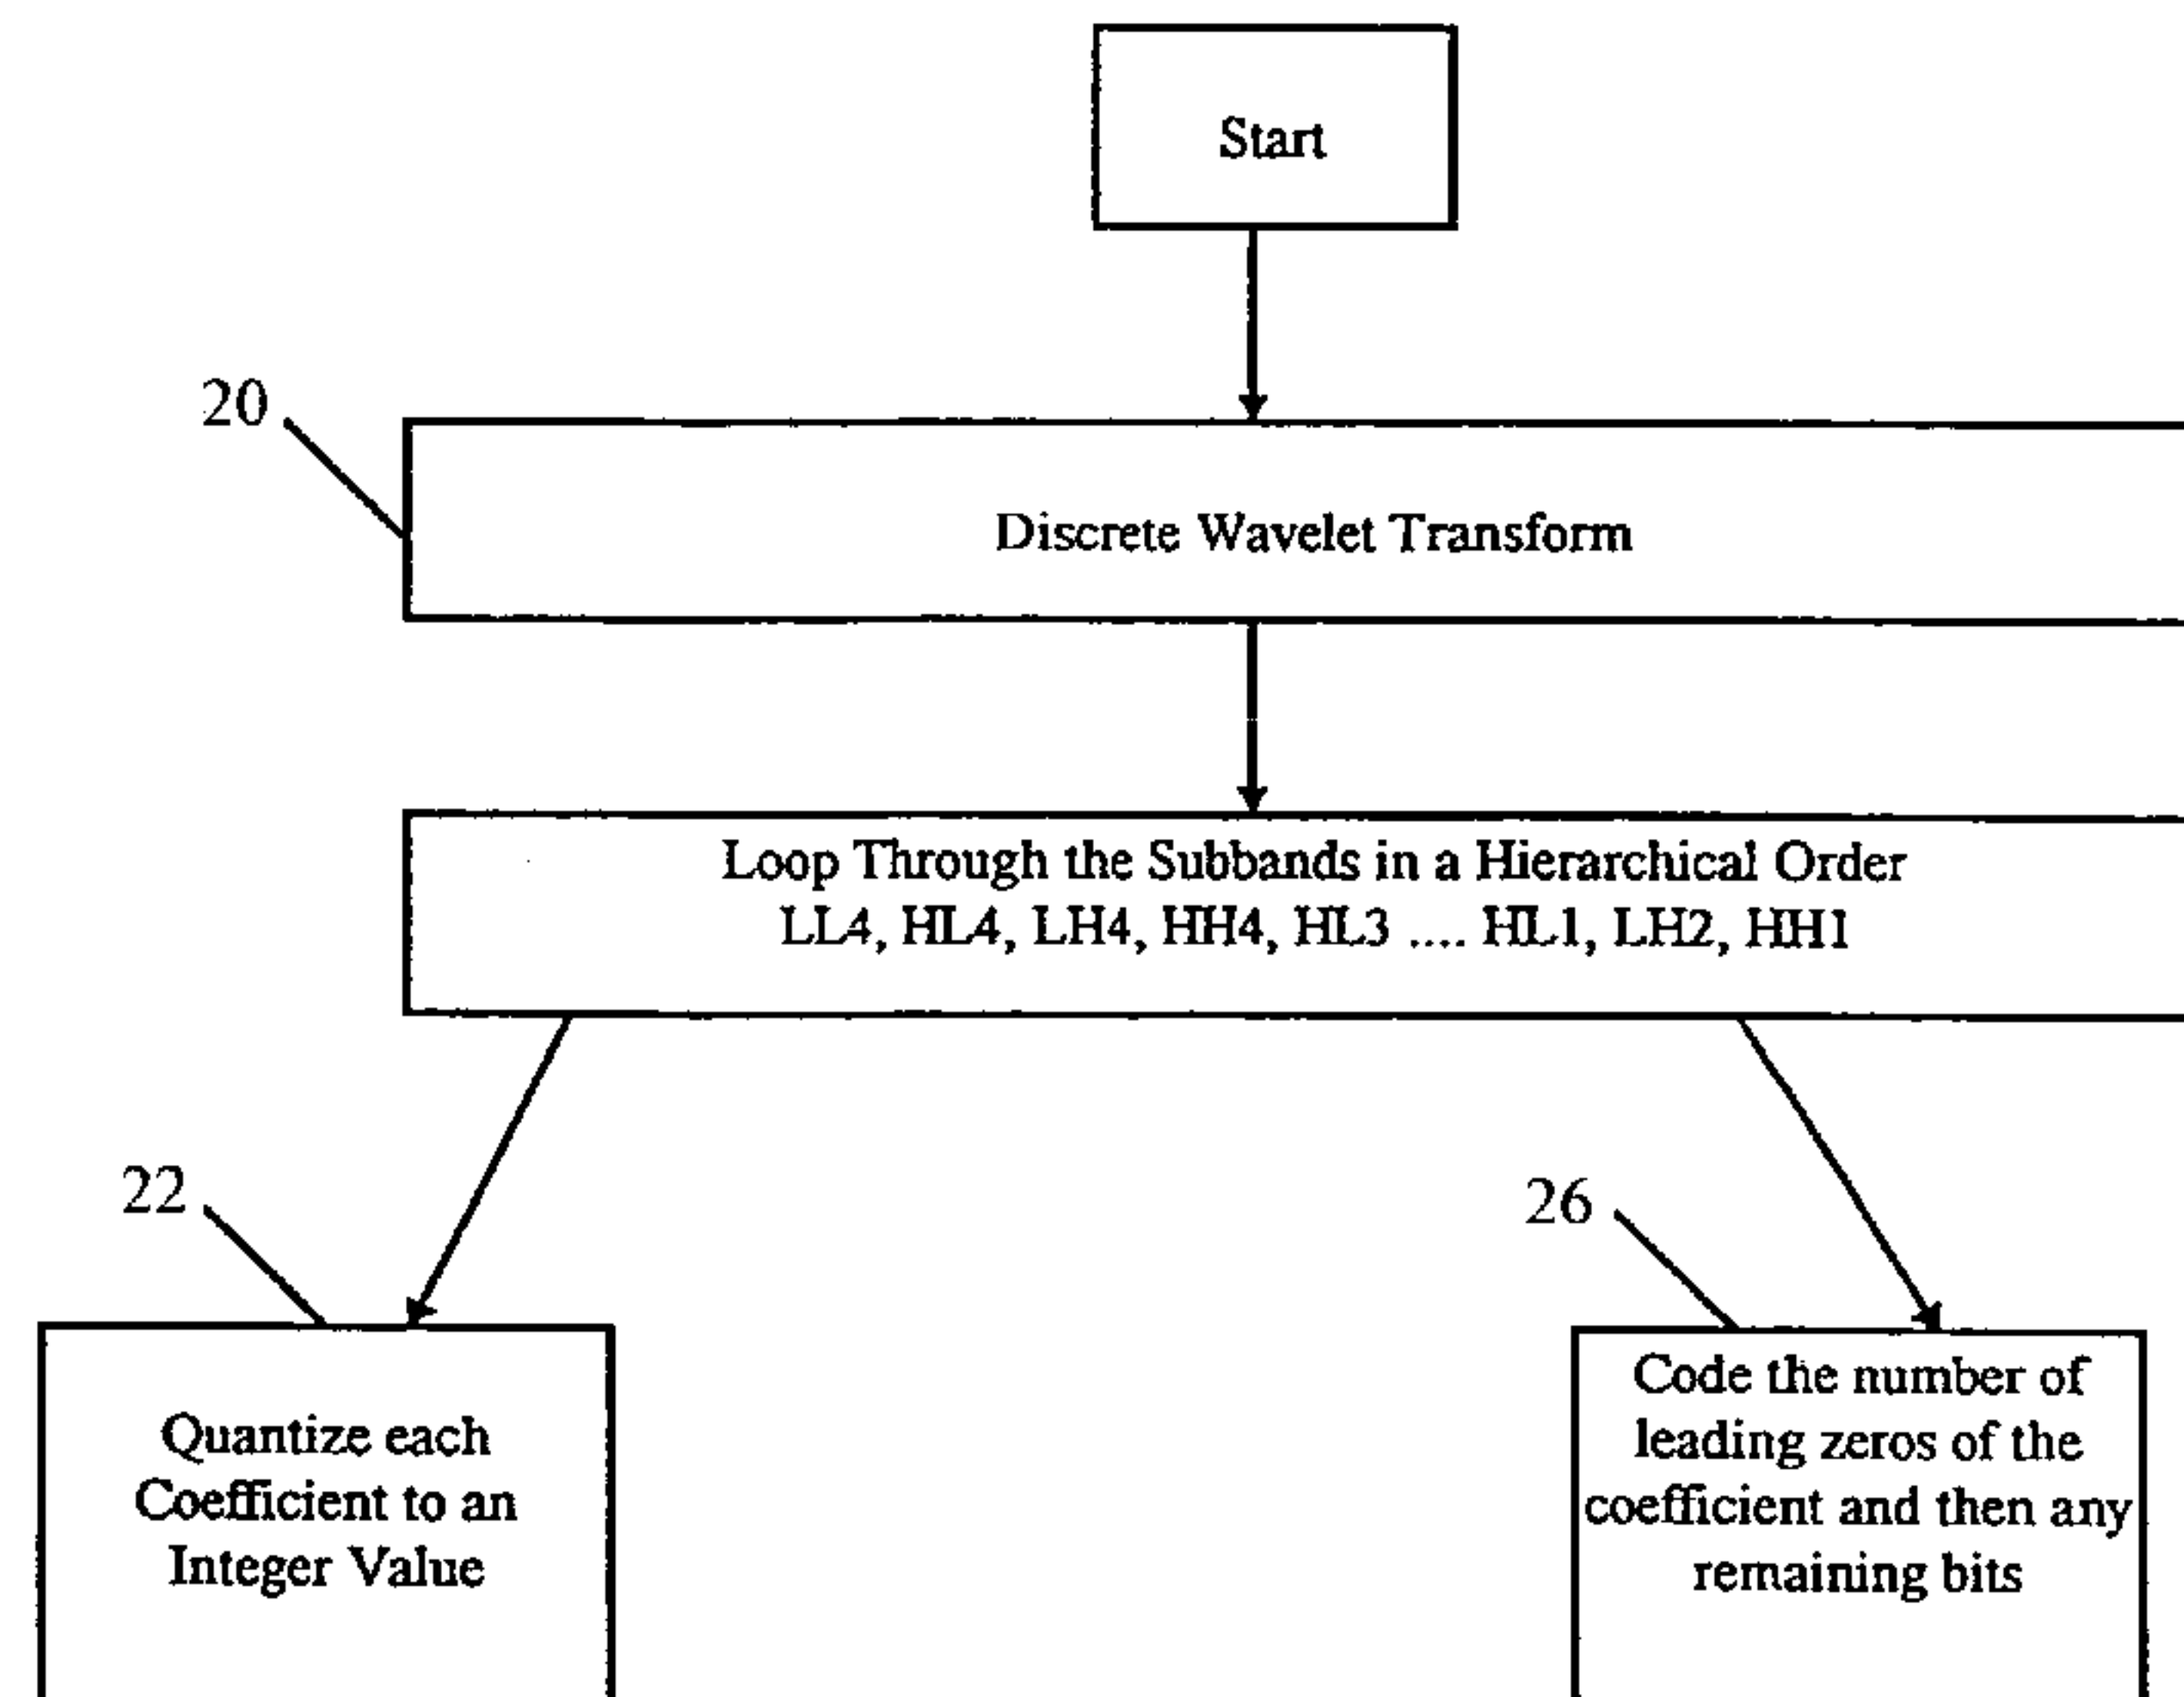 Start
20
Discrete Wavelet Transform
Loop Through the Subbands in a Hierarchical Order
LL4, HL4, LH4, HH4, HL3 .... HL1, LH2, HH1
22
26
Quantize each
Coefficient to an
Integer Value
Code the number of
leading zeros of the
coefficient and then any
remaining bits